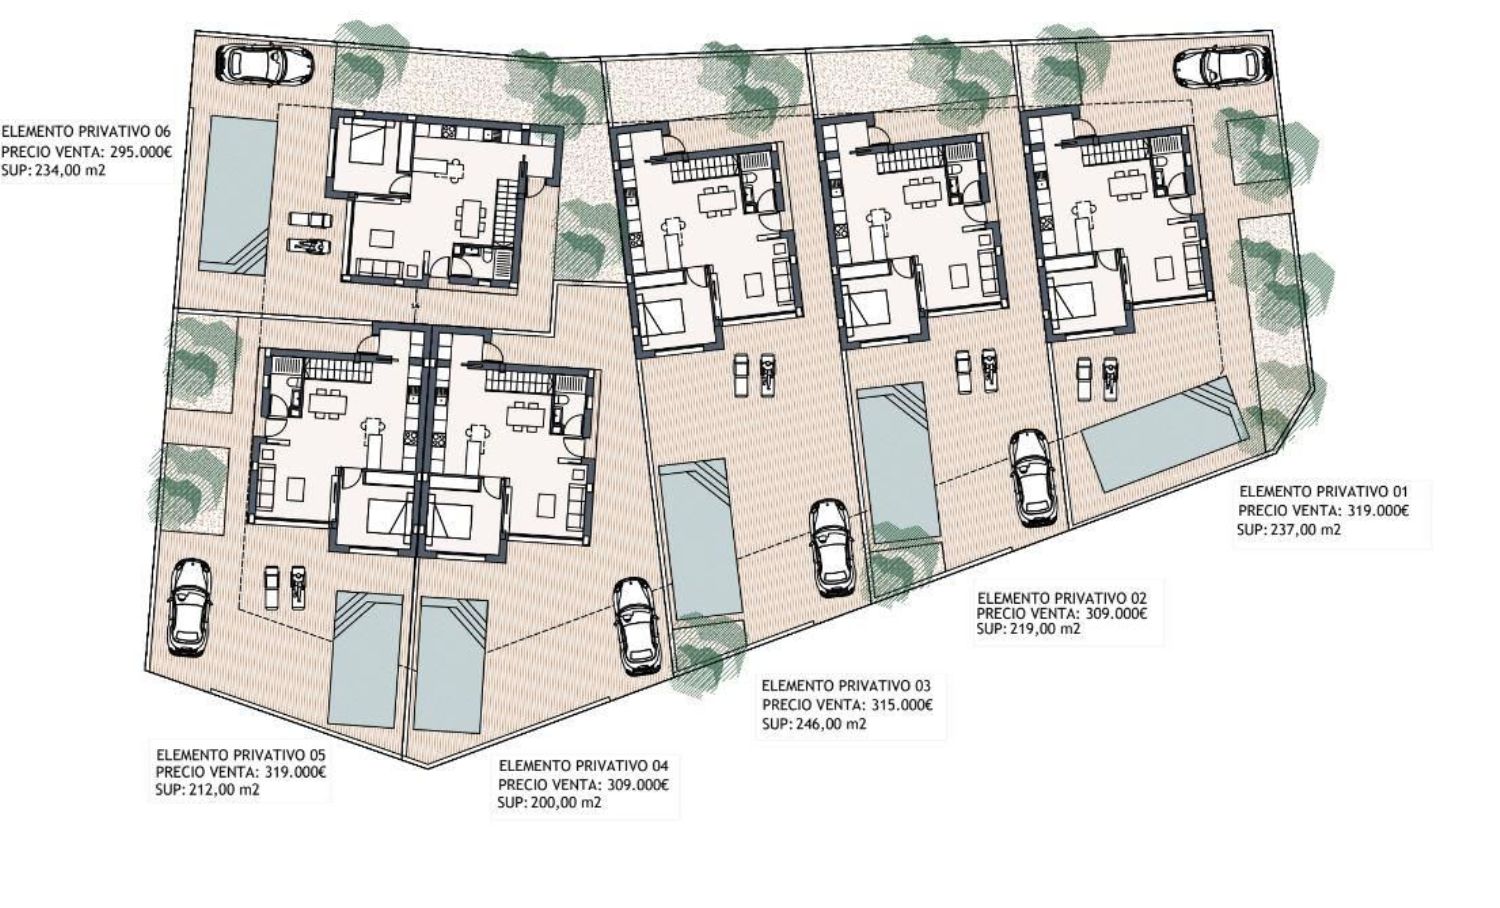 ELEMENTO PRIVATIVO 06
PRECIO VENTA: 295.000€
SUP: 234,00 m2
ELEMENTO PRIVATIVO 01
PRECIO VENTA: 319.000€
SUP: 237,00 m2
ELEMENTO PRIVATIVO 02
PRECIO VENTA: 309.000€
SUP: 219,00 m2
ELEMENTO PRIVATIVO 03
PRECIO VENTA: 315.000€
SUP: 246,00 m2
ELEMENTO PRIVATIVO 05
PRECIO VENTA: 319.000€
SUP: 212,00 m2
ELEMENTO PRIVATIVO 04
PRECIO VENTA: 309.000€
SUP: 200,00 m2